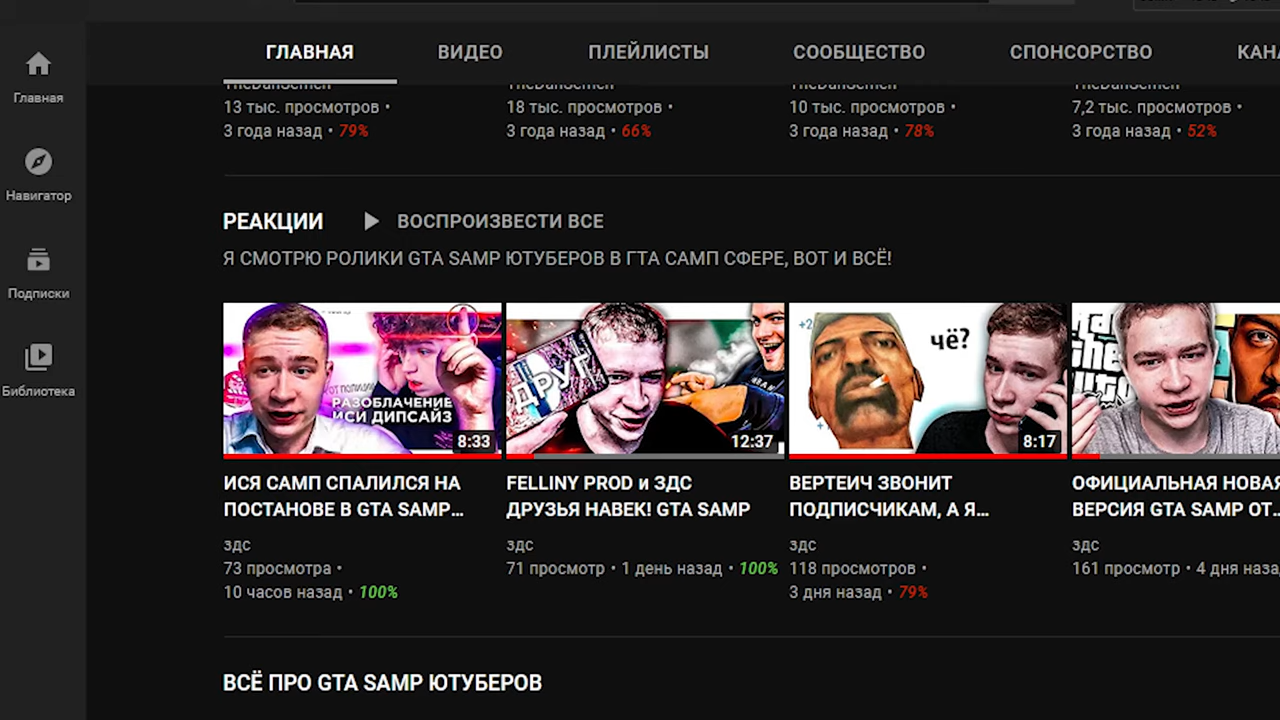 ГЛАВНАЯ ВИДЕО ПЛЕЙЛИСТЫ СООБЩЕСТВО СПОНСОРСТВО
Главная
Навигатор
Подписки
Библиотека
13 тыс. просмотров •
3 года назад • 79%
18 тыс. просмотров •
3 года назад • 66%
10 тыс. просмотров •
3 года назад • 78%
7,2 тыс. просмотров •
3 года назад • 52%
РЕАКЦИИ ВОСПРОИЗВЕСТИ ВСЕ
Я СМОТРЮ РОЛИКИ GTA SAMP ЮТУБЕРОВ В ГТА САМП СФЕРЕ, ВОТ И ВСЁ!
РАЗОБЛАЧЕНИЕ
ИСИ ДИПСАЙЗ
8:33
ИСЯ САМП СПАЛИЛСЯ НА
ПОСТАНОВЕ В GTA SAMP...
ЗДС
73 просмотра •
10 часов назад • 100%
ДРУГ
12:37
FELLINY PROD и ЗДС
ДРУЗЬЯ НАВЕК! GTA SAMP
ЗДС
71 просмотр • 1 день назад • 100%
чё?
8:17
ВЕРТЕИЧ ЗВОНИТ
ПОДПИСЧИКАМ, А Я...
ЗДС
118 просмотров •
3 дня назад • 79%
ОФИЦИАЛЬНАЯ НОВАЯ
ВЕРСИЯ GTA SAMP ОТ...
ЗДС
161 просмотр • 4 дня
ВСЁ ПРО GTA SAMP ЮТУБЕРОВ